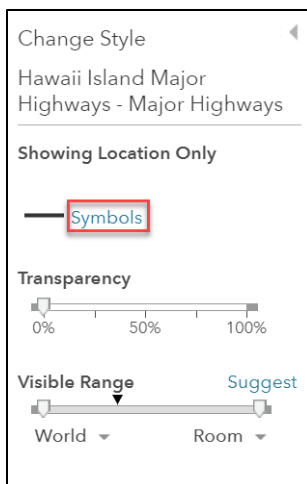 Change Style
Hawaii Island Major
Highways - Major Highways
Showing Location Only
Symbols
Transparency
0% 50% 100%
Visible Range Suggest
World Room